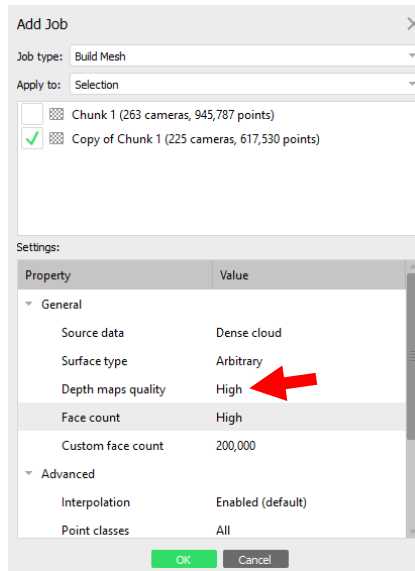 Add Job
Job type: Build Mesh
Apply to: Selection
Chunk 1 (263 cameras, 945,787 points)
Copy of Chunk 1 (225 cameras, 617,530 points)
Settings:
Property Value
General
Source data Dense cloud
Surface type Arbitrary
Depth maps quality High
Face count High
Custom face count 200,000
Advanced
Interpolation Enabled (default)
Point classes All
OK Cancel